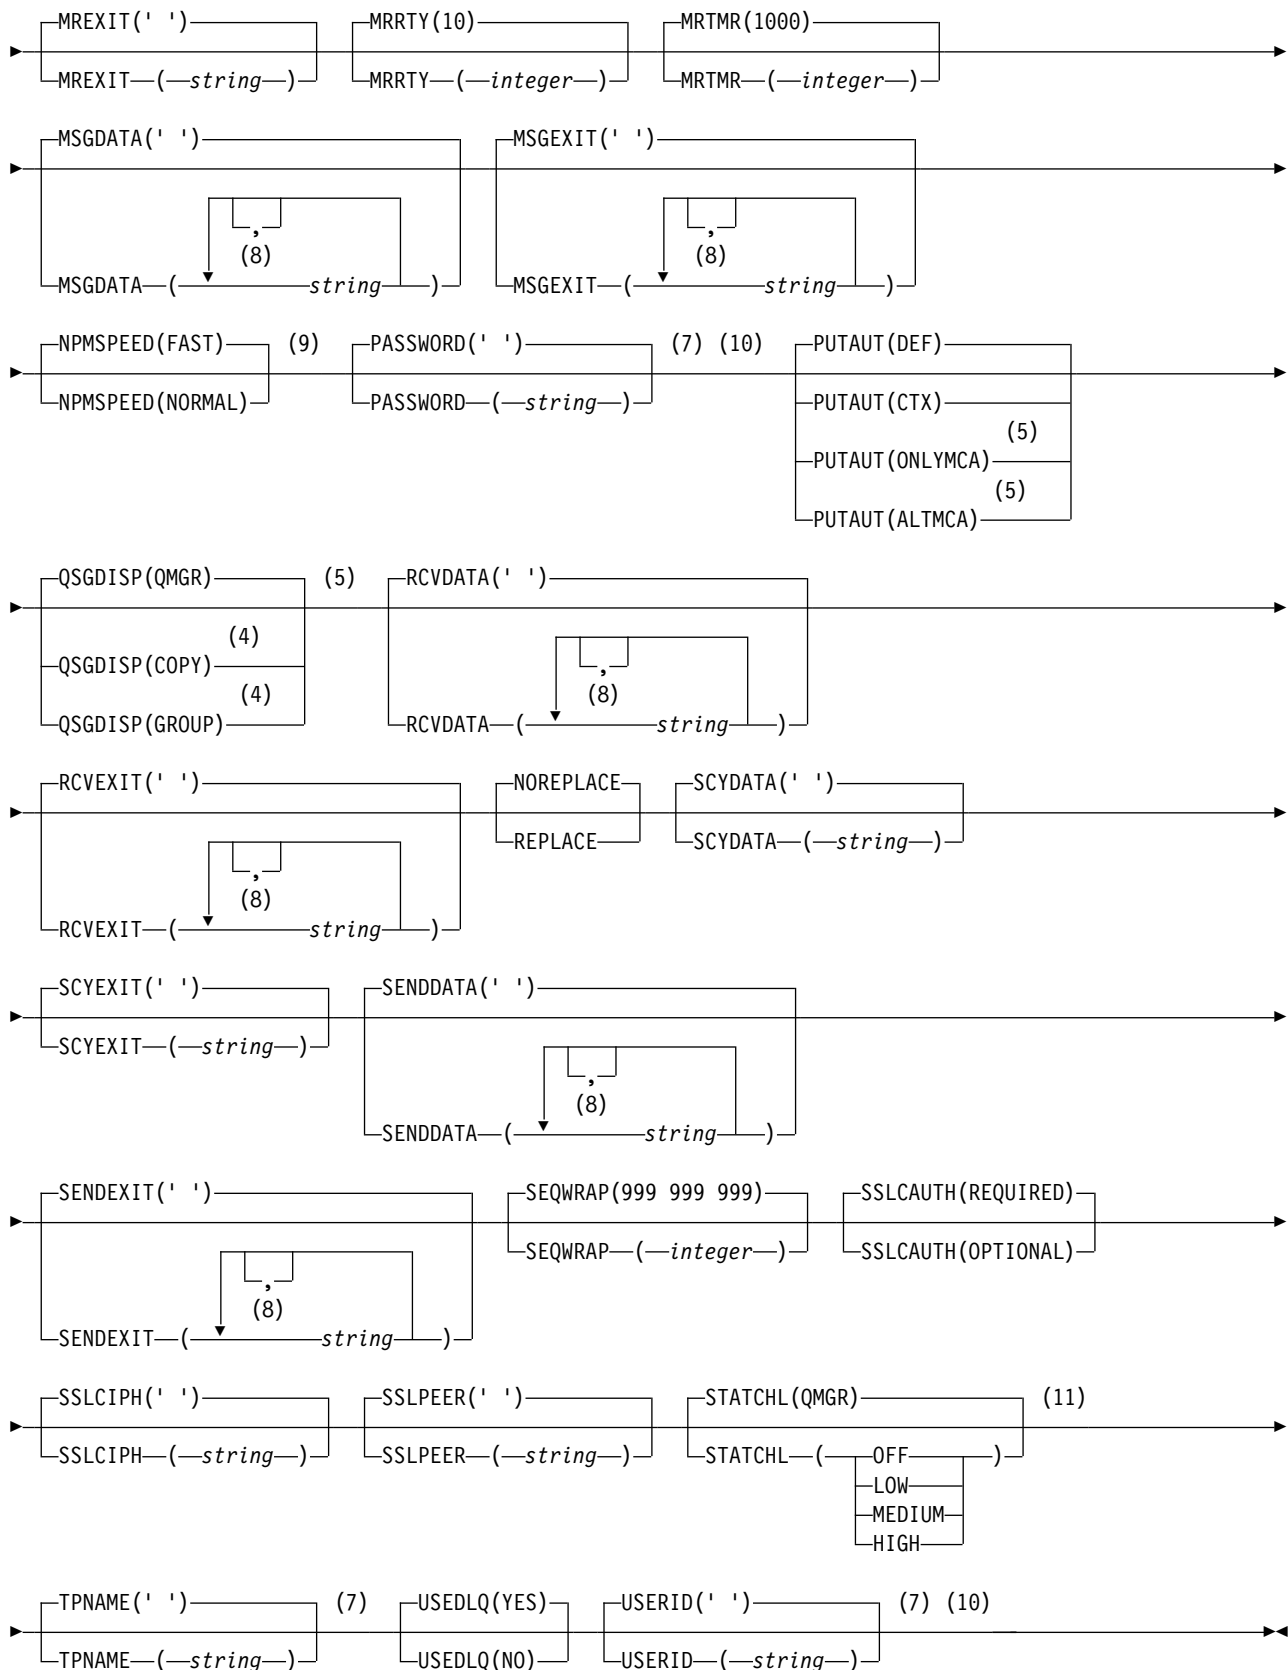 MREXIT(' ') MRRTY(10) MRTMR(1000)
MREXIT (string) MRRTY (integer) MRTMR (integer)
MSGDATA(' ') MSGEXIT(' ')
, ,
(8) (8)
MSGDATA (string) MSGEXIT (string)
NPMSPEED(FAST) (9) PASSWORD(' ') (7) (10) PUTAUT(DEF)
NPMSPEED(NORMAL) PASSWORD (string) PUTAUT(CTX)
(5)
PUTAUT(ONLYMCA)
(5)
PUTAUT(ALTMCA)
QSGDISP(QMGR) (5) RCVDATA(' ')
(4) ,
QSGDISP(COPY)
(4) (8)
QSGDISP(GROUP) RCVDATA (string)
RCVEXIT(' ') NOREPLACE SCYDATA(' ')
REPLACE SCYDATA (string)
,
(8)
RCVEXIT (string)
SCYEXIT(' ') SENDDATA(' ')
SCYEXIT (string)
,
(8)
SENDDATA (string)
SENDEXIT(' ') SEQWRAP(999 999 999) SSLCAUTH(REQUIRED)
SEQWRAP (integer) SSLCAUTH(OPTIONAL)
,
(8)
SENDEXIT (string)
SSLCIPH(' ') SSLPEER(' ') STATCHL(QMGR) (11)
SSLCIPH (string) SSLPEER (string) STATCHL (OFF)
LOW
MEDIUM
HIGH
TPNAME(' ') (7) USEDLQ(YES) USERID(' ') (7) (10)
TPNAME (string) USEDLQ(NO) USERID (string)